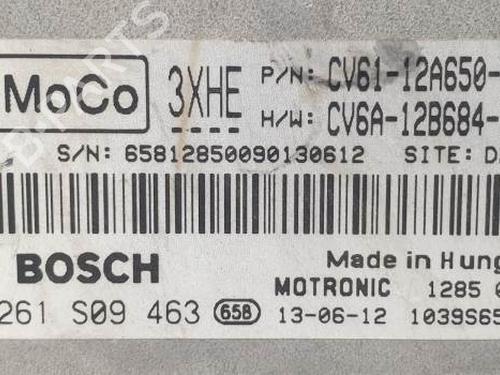 MoCo 3XHE P/N: CV61-12A650-
H/W: CV6A-12B684-
S/N: 65812850090130612 SITE: D
BOSCH Made in Hung
MOTRONIC 1285
261 S09 463 658 13-06-12 1039S65